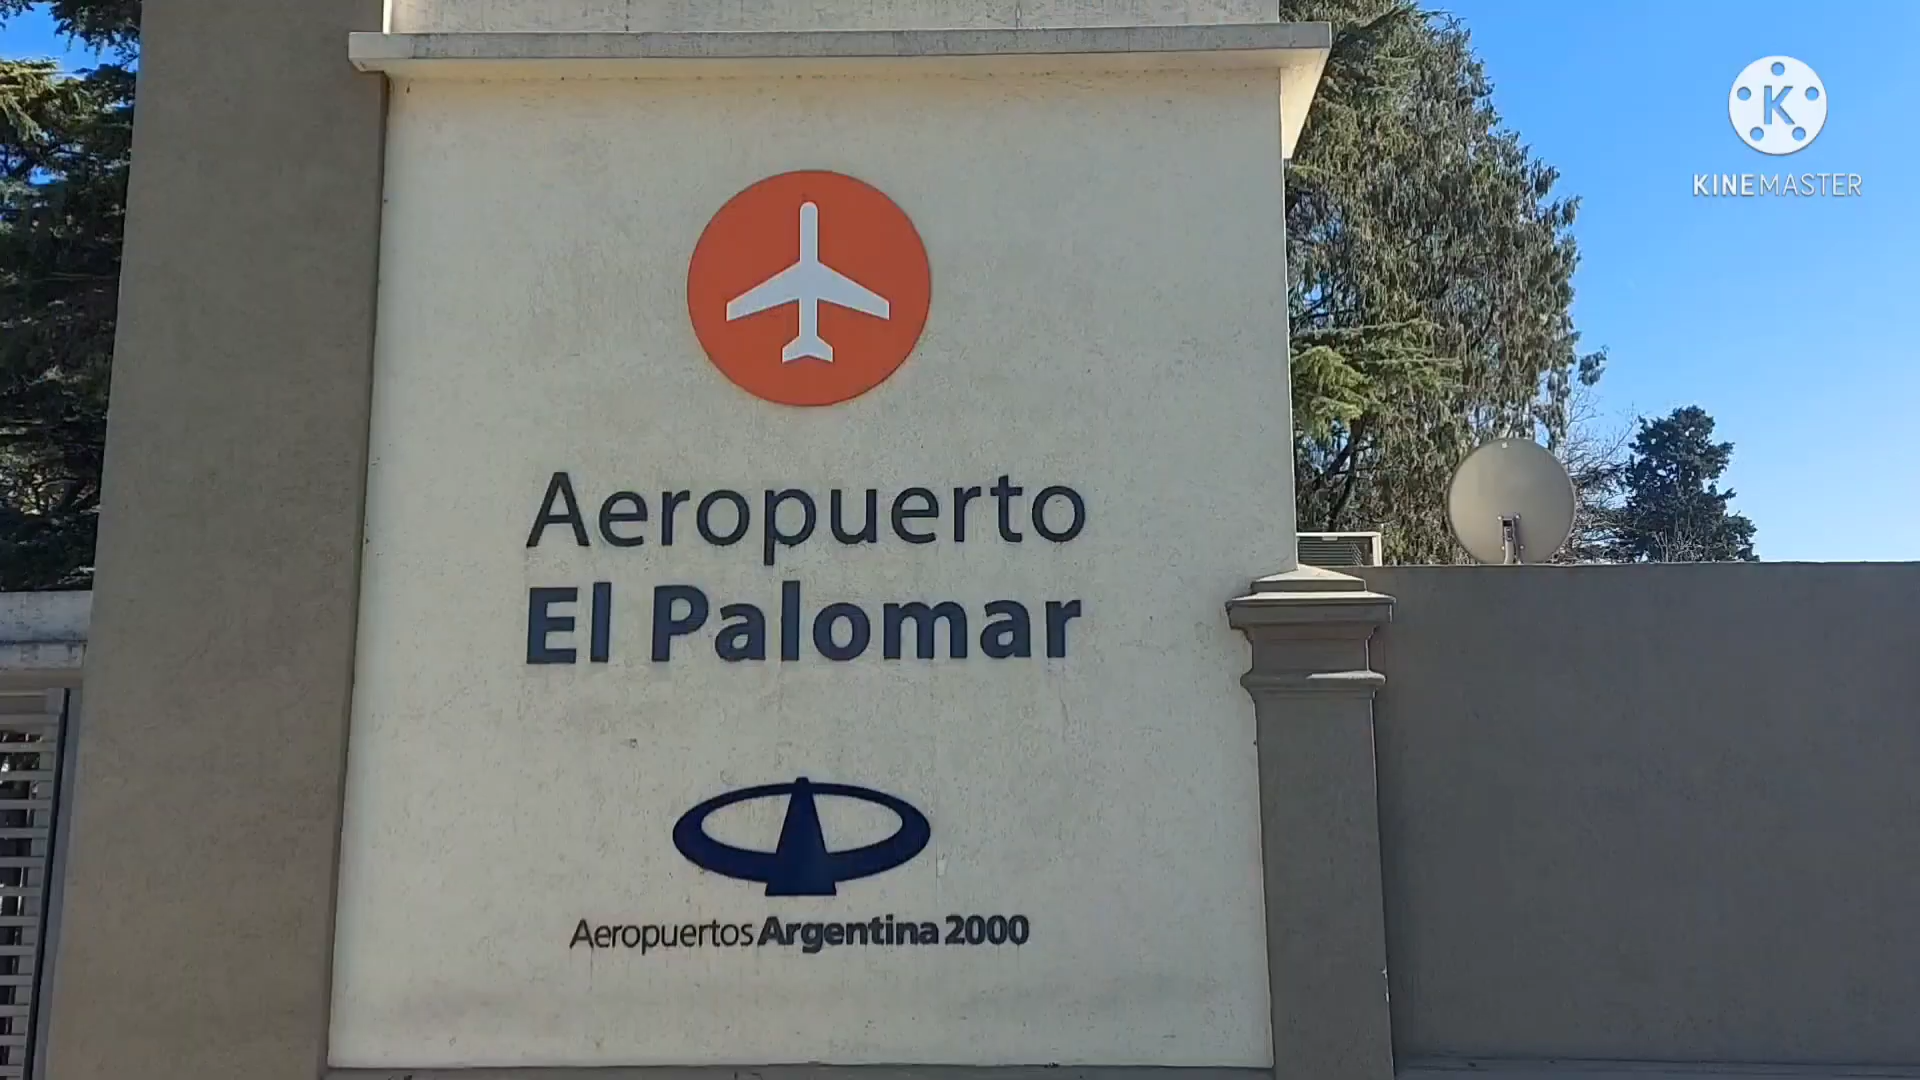 K
KINEMASTER
Aeropuerto
El Palomar
Aeropuertos Argentina 2000